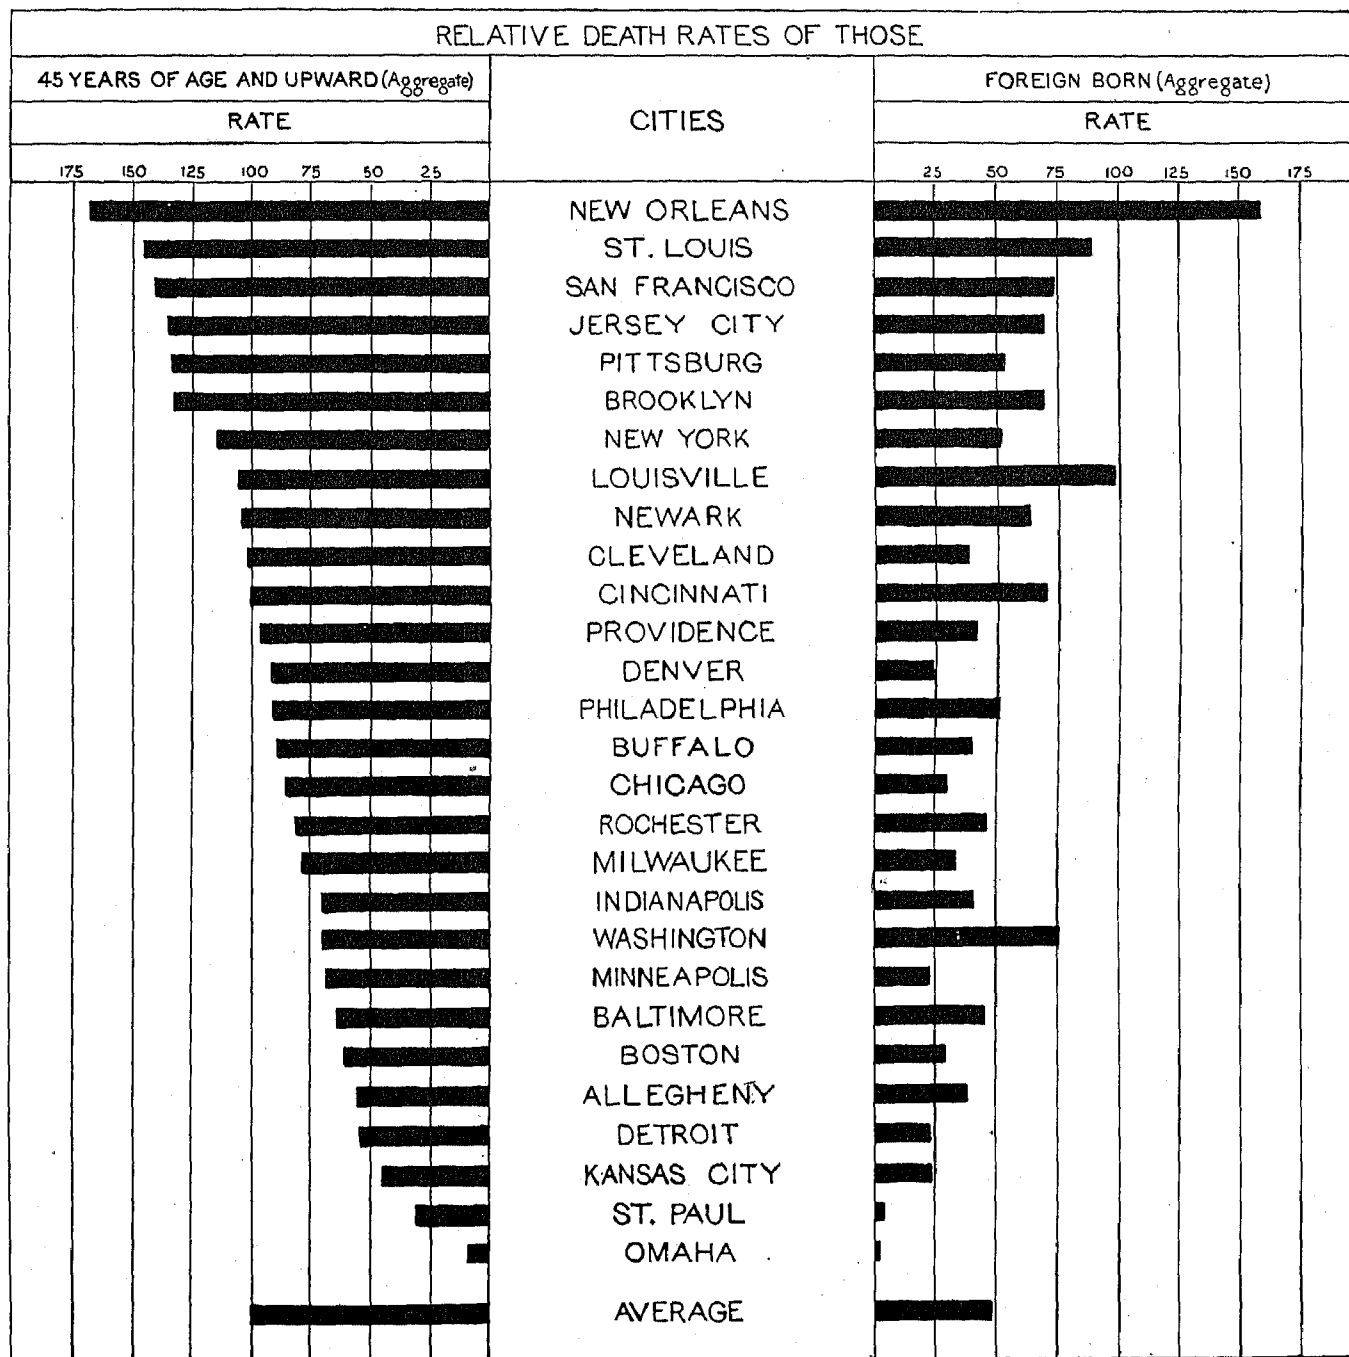 RELATIVE DEATH RATES OF THOSE
45 YEARS OF AGE AND UPWARD (Aggregate)
CITIES
FOREIGN BORN (Aggregate)
RATE
RATE
175 150 125 100 75 50 25
25 50 75 100 125 150 175
NEW ORLEANS
ST. LOUIS
SAN FRANCISCO
JERSEY CITY
PITTSBURG
BROOKLYN
NEW YORK
LOUISVILLE
NEWARK
CLEVELAND
CINCINNATI
PROVIDENCE
DENVER
PHILADELPHIA
BUFFALO
CHICAGO
ROCHESTER
MILWAUKEE
INDIANAPOLIS
WASHINGTON
MINNEAPOLIS
BALTIMORE
BOSTON
ALLEGHENY
DETROIT
KANSAS CITY
ST. PAUL
OMAHA
AVERAGE